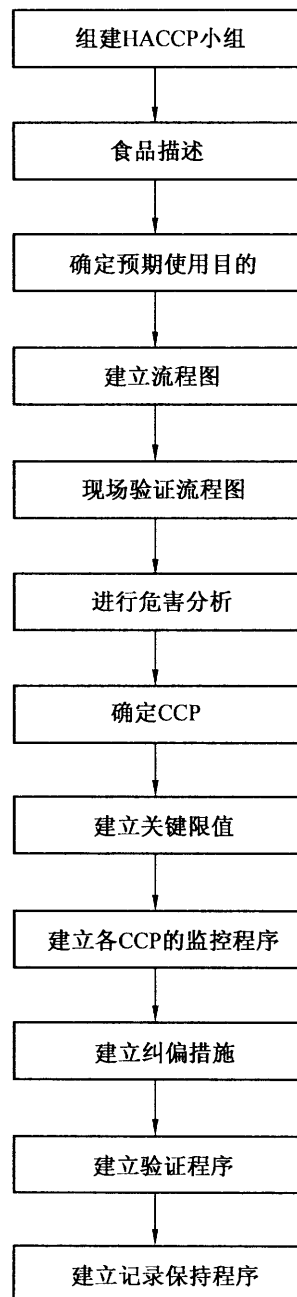 组建HACCP小组
食品描述
确定预期使用目的
建立流程图
现场验证流程图
进行危害分析
确定CCP
建立关键限值
建立各CCP的监控程序
建立纠偏措施
建立验证程序
建立记录保持程序